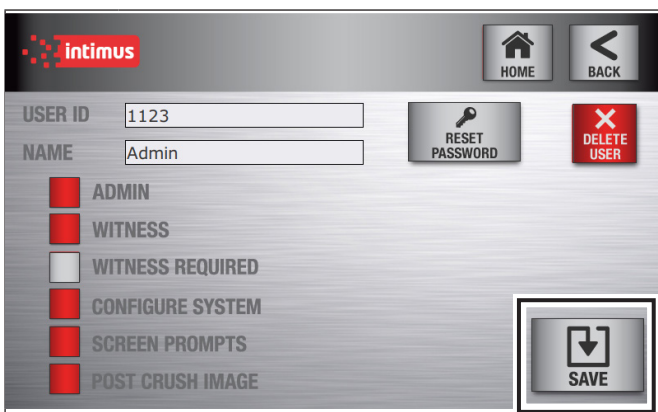 intimus
HOME
BACK
USER ID
1123
NAME
Admin
RESET
PASSWORD
DELETE
USER
ADMIN
WITNESS
WITNESS REQUIRED
CONFIGURE SYSTEM
SCREEN PROMPTS
POST CRUSH IMAGE
SAVE